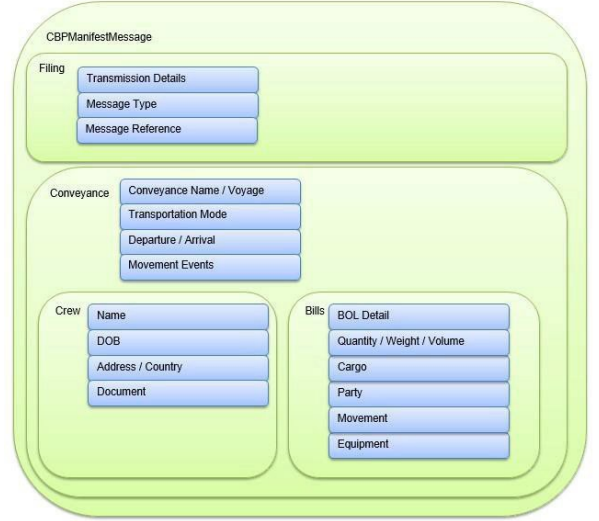 CBPManifestMessage
Filing
Transmission Details
Message Type
Message Reference
Conveyance
Conveyance Name / Voyage
Transportation Mode
Departure / Arrival
Movement Events
Crew
Name
DOB
Address / Country
Document
Bills
BOL Detail
Quantity / Weight / Volume
Cargo
Party
Movement
Equipment